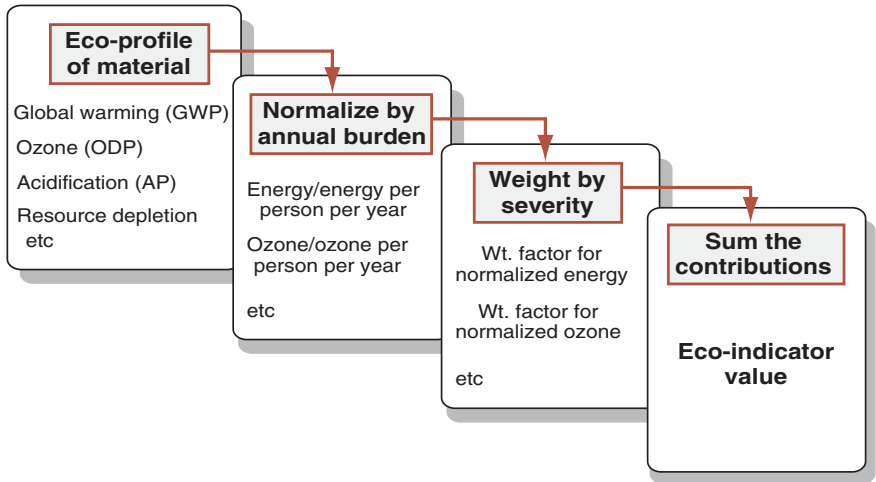 Eco-profile
of material
Global warming (GWP)
Ozone (ODP)
Acidification (AP)
Resource depletion
etc
Normalize by
annual burden
Energy/energy per
person per year
Ozone/ozone per
person per year
etc
Weight by
severity
Wt. factor for
normalized energy
Wt. factor for
normalized ozone
etc
Sum the
contributions
Eco-indicator
value